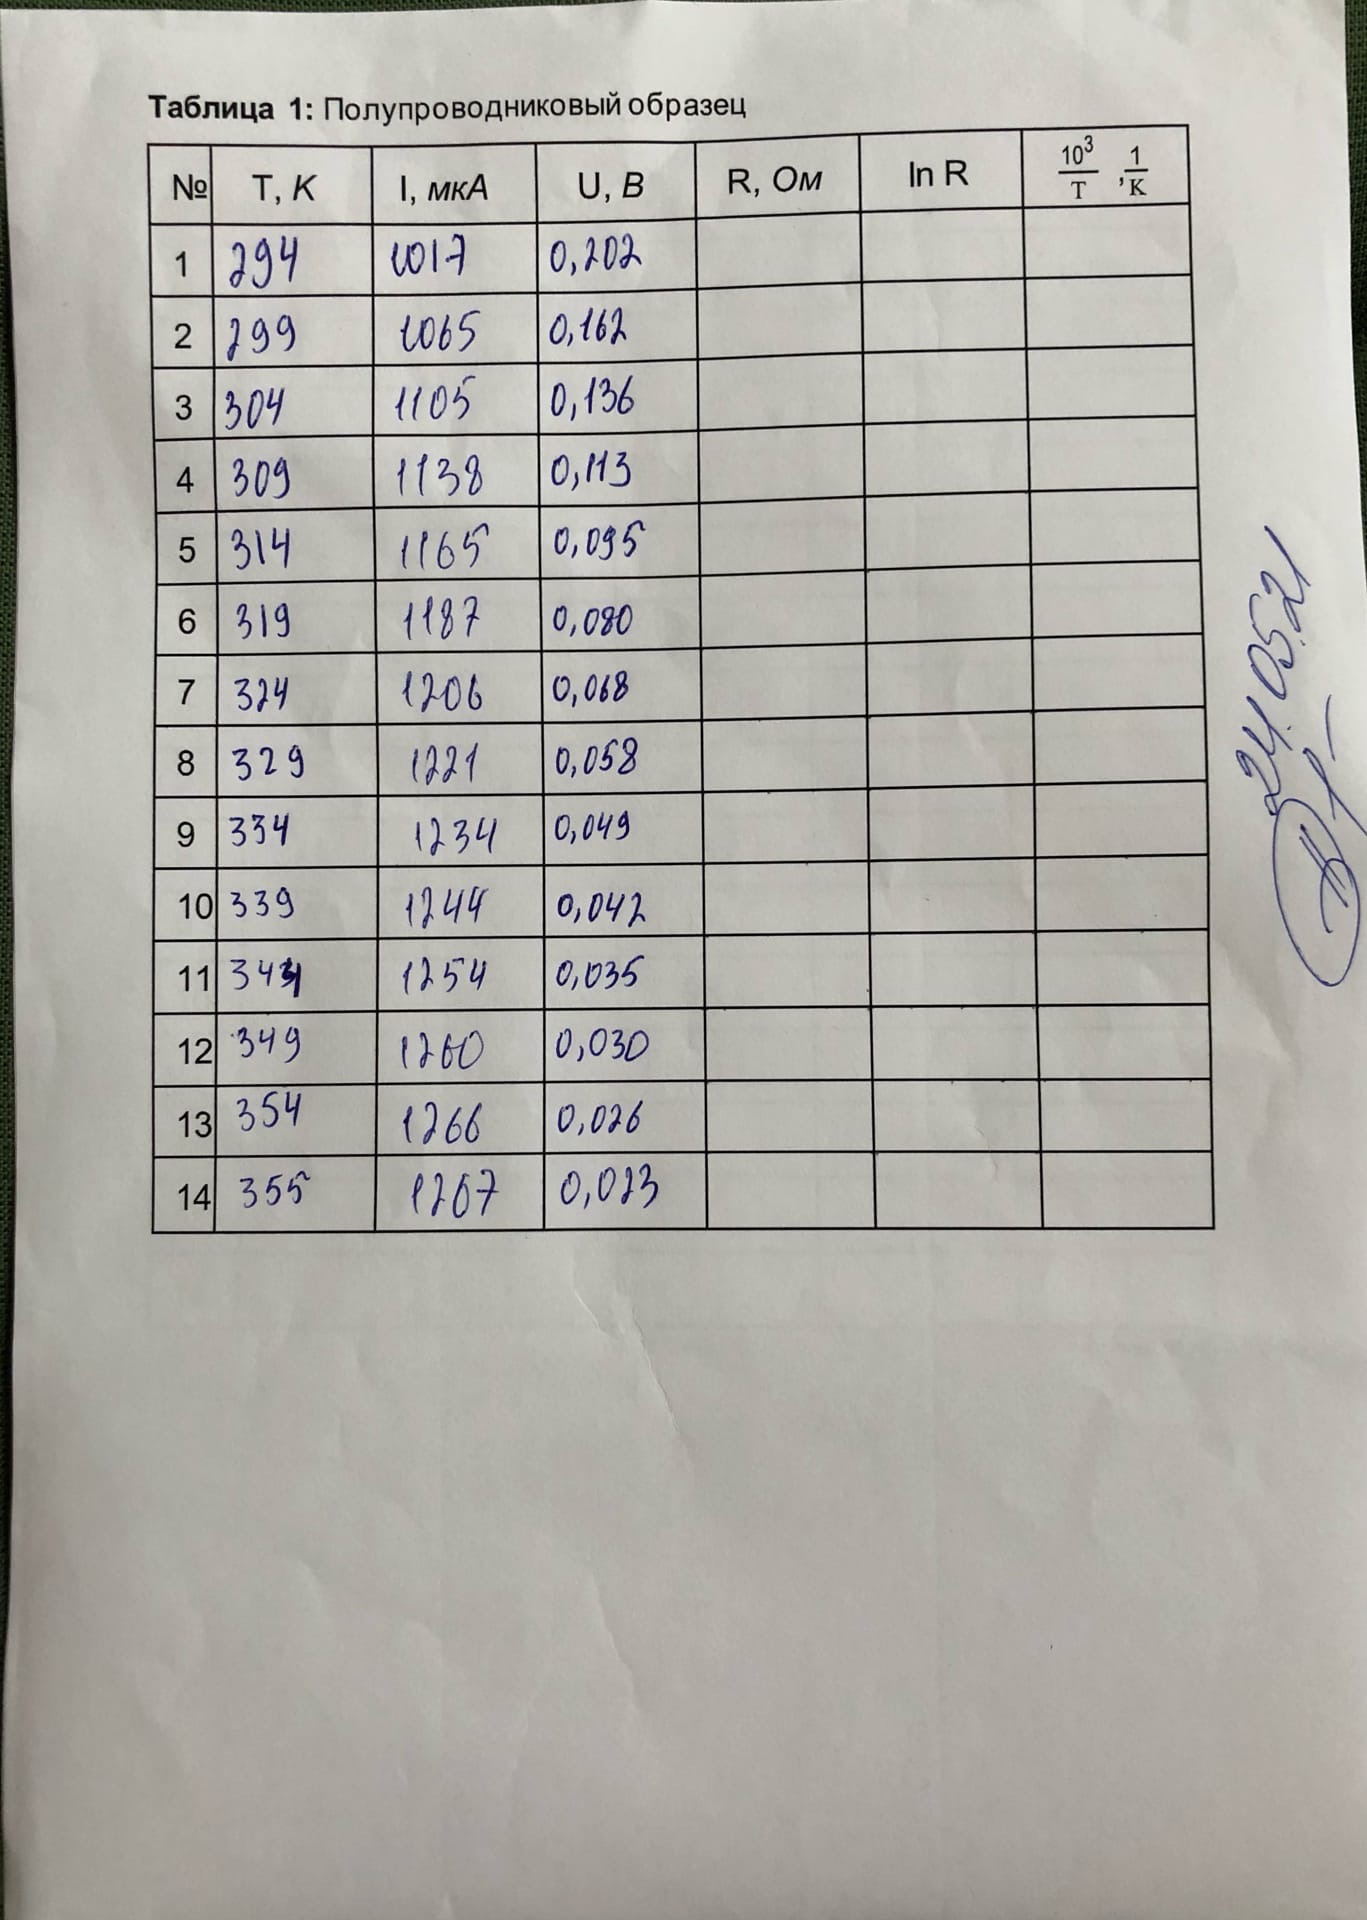 Таблица 1: Полупроводниковый образец
№ T, K I, мкА U, В R, Ом ln R 10³/T , 1/K
1 294 1017 0,202
2 299 1065 0,162
3 304 1105 0,136
4 309 1138 0,113
5 314 1165 0,095
6 319 1187 0,080
7 324 1206 0,068
8 329 1221 0,058
9 334 1234 0,049
10 339 1244 0,042
11 344 1254 0,035
12 349 1260 0,030
13 354 1266 0,026
14 355 1267 0,023
24.05.21